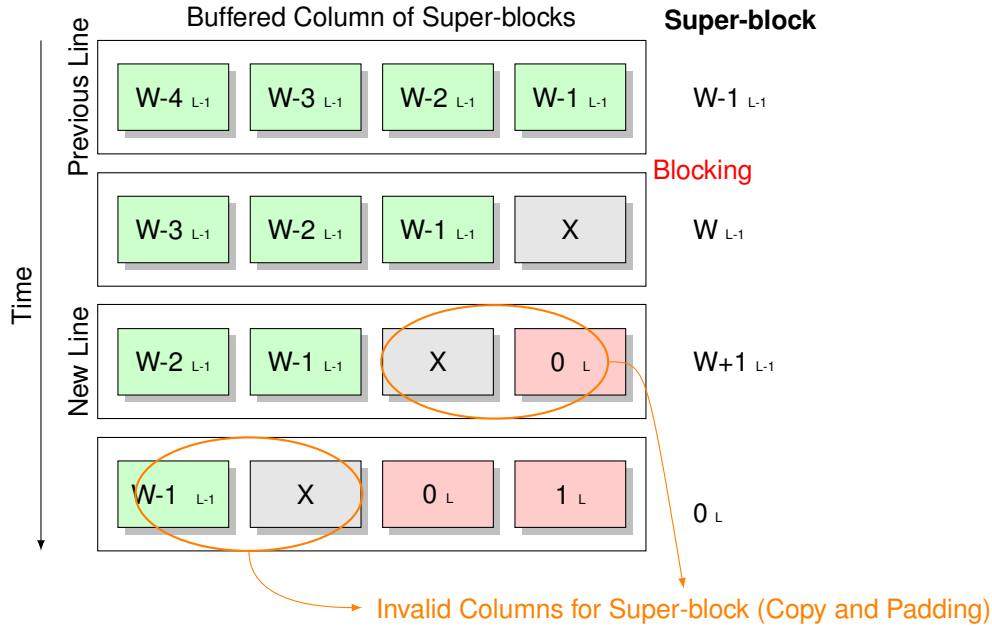 Buffered Column of Super-blocks
Super-block
Previous Line
W-4 L-1
W-3 L-1
W-2 L-1
W-1 L-1
W-1 L-1
Blocking
W-3 L-1
W-2 L-1
W-1 L-1
X
W L-1
Time
New Line
W-2 L-1
W-1 L-1
X
0 L
W+1 L-1
W-1 L-1
X
0 L
1 L
0 L
Invalid Columns for Super-block (Copy and Padding)